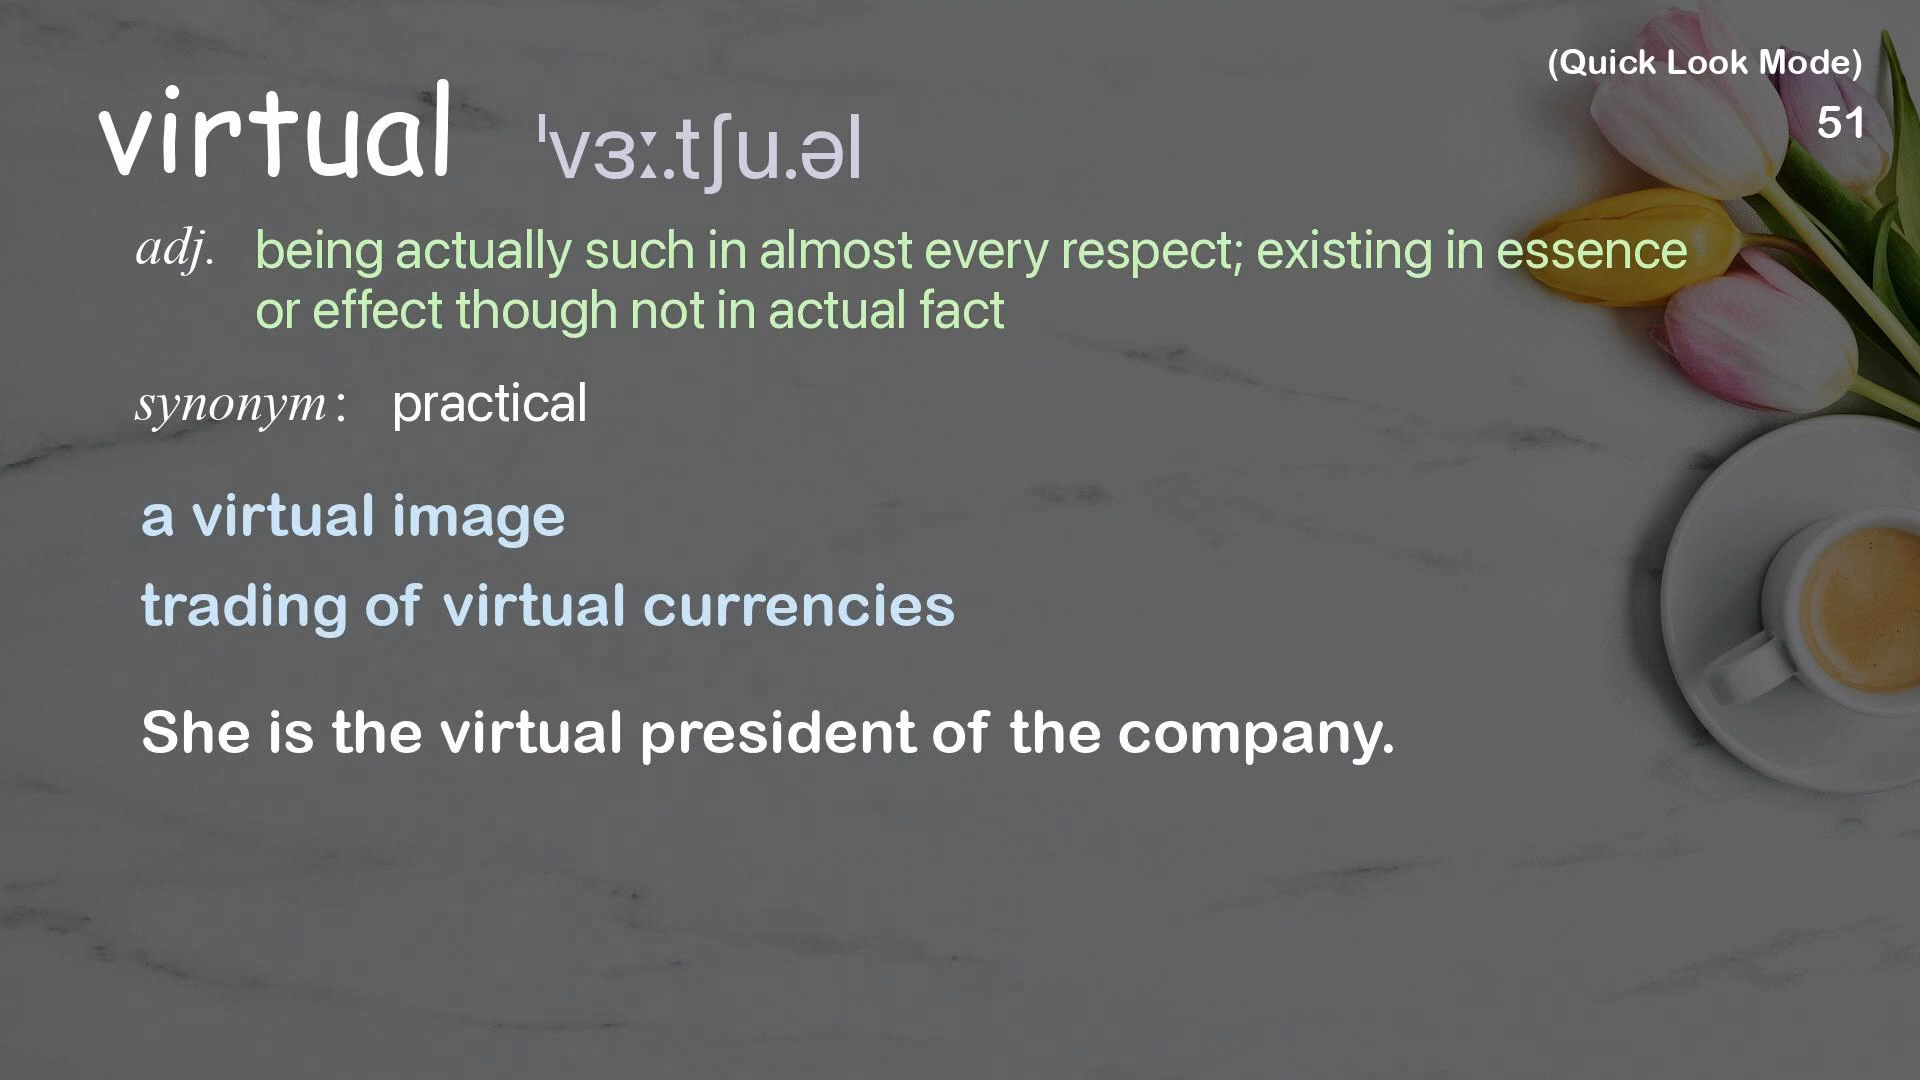 (Quick Look Mode)
51
virtual ˈvɜː.tʃu.əl
adj. being actually such in almost every respect; existing in essence
or effect though not in actual fact
synonym: practical
a virtual image
trading of virtual currencies
She is the virtual president of the company.